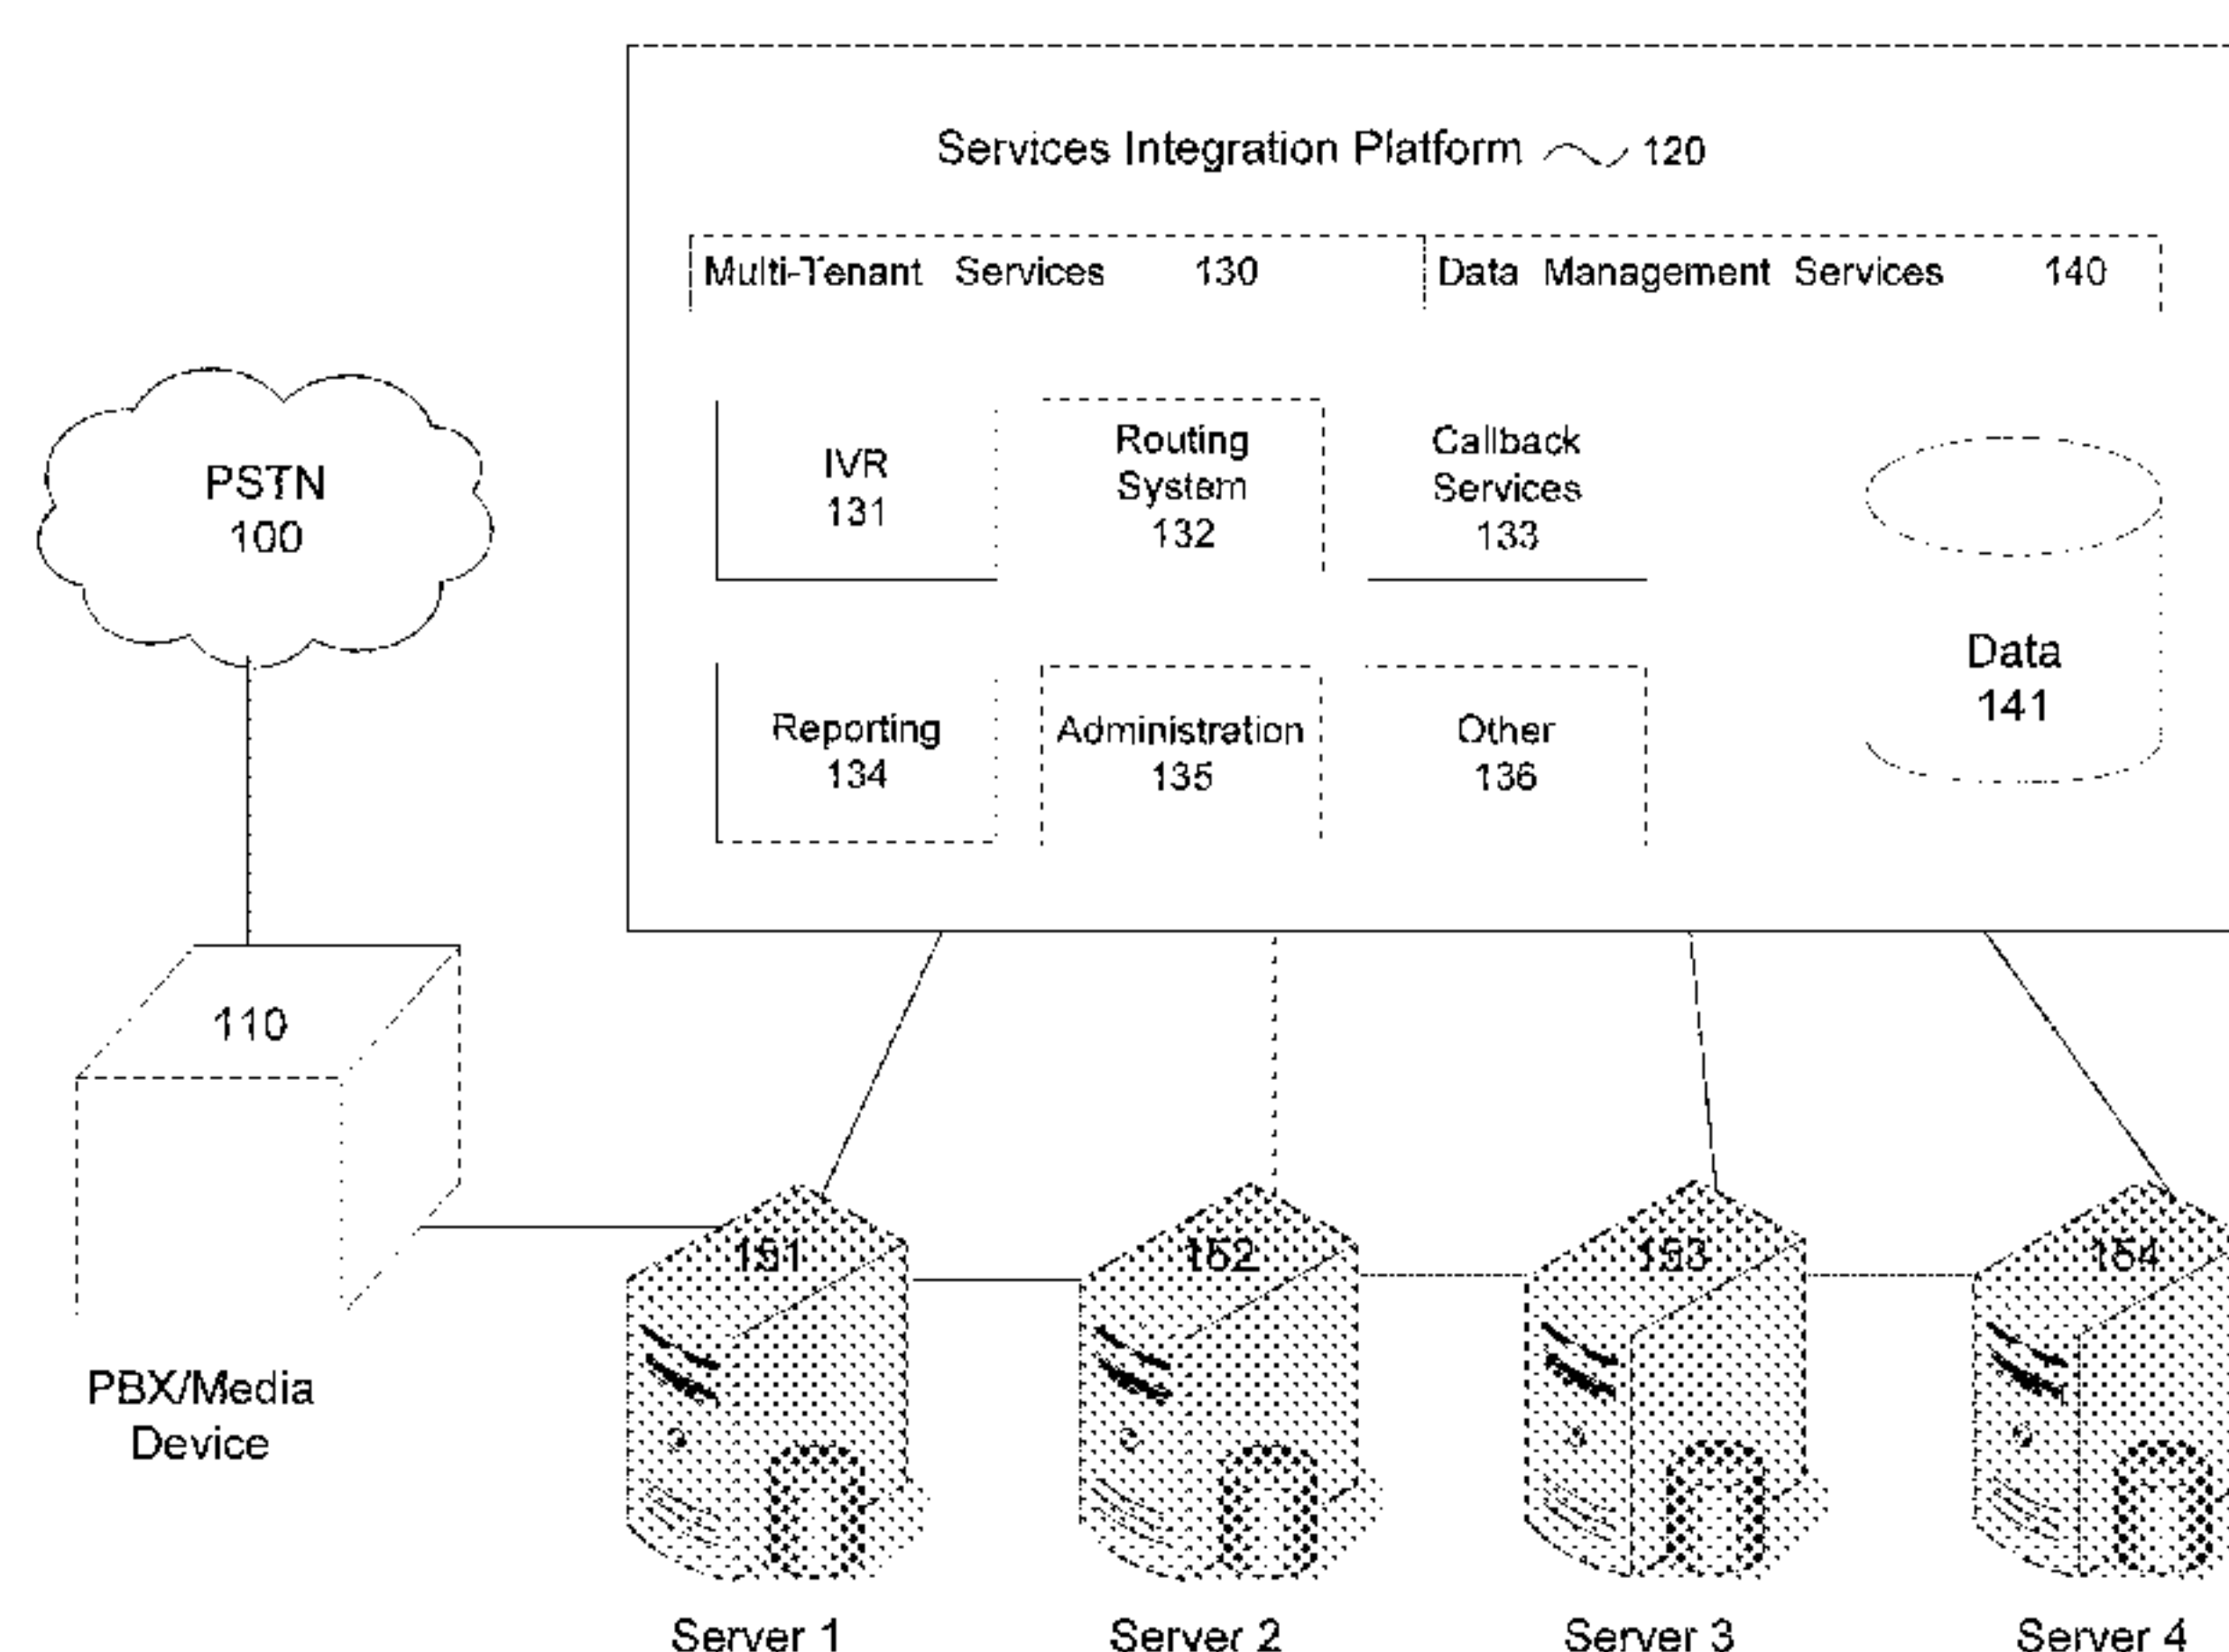 Services Integration Platform 120
Multi-Tenant Services 130
Data Management Services 140
PSTN
100
IVR
131
Routing
System
132
Callback
Services
133
Data
141
Reporting
134
Administration
135
Other
136
110
PBX/Media
Device
151
152
153
154
Server 1
Server 2
Server 3
Server 4